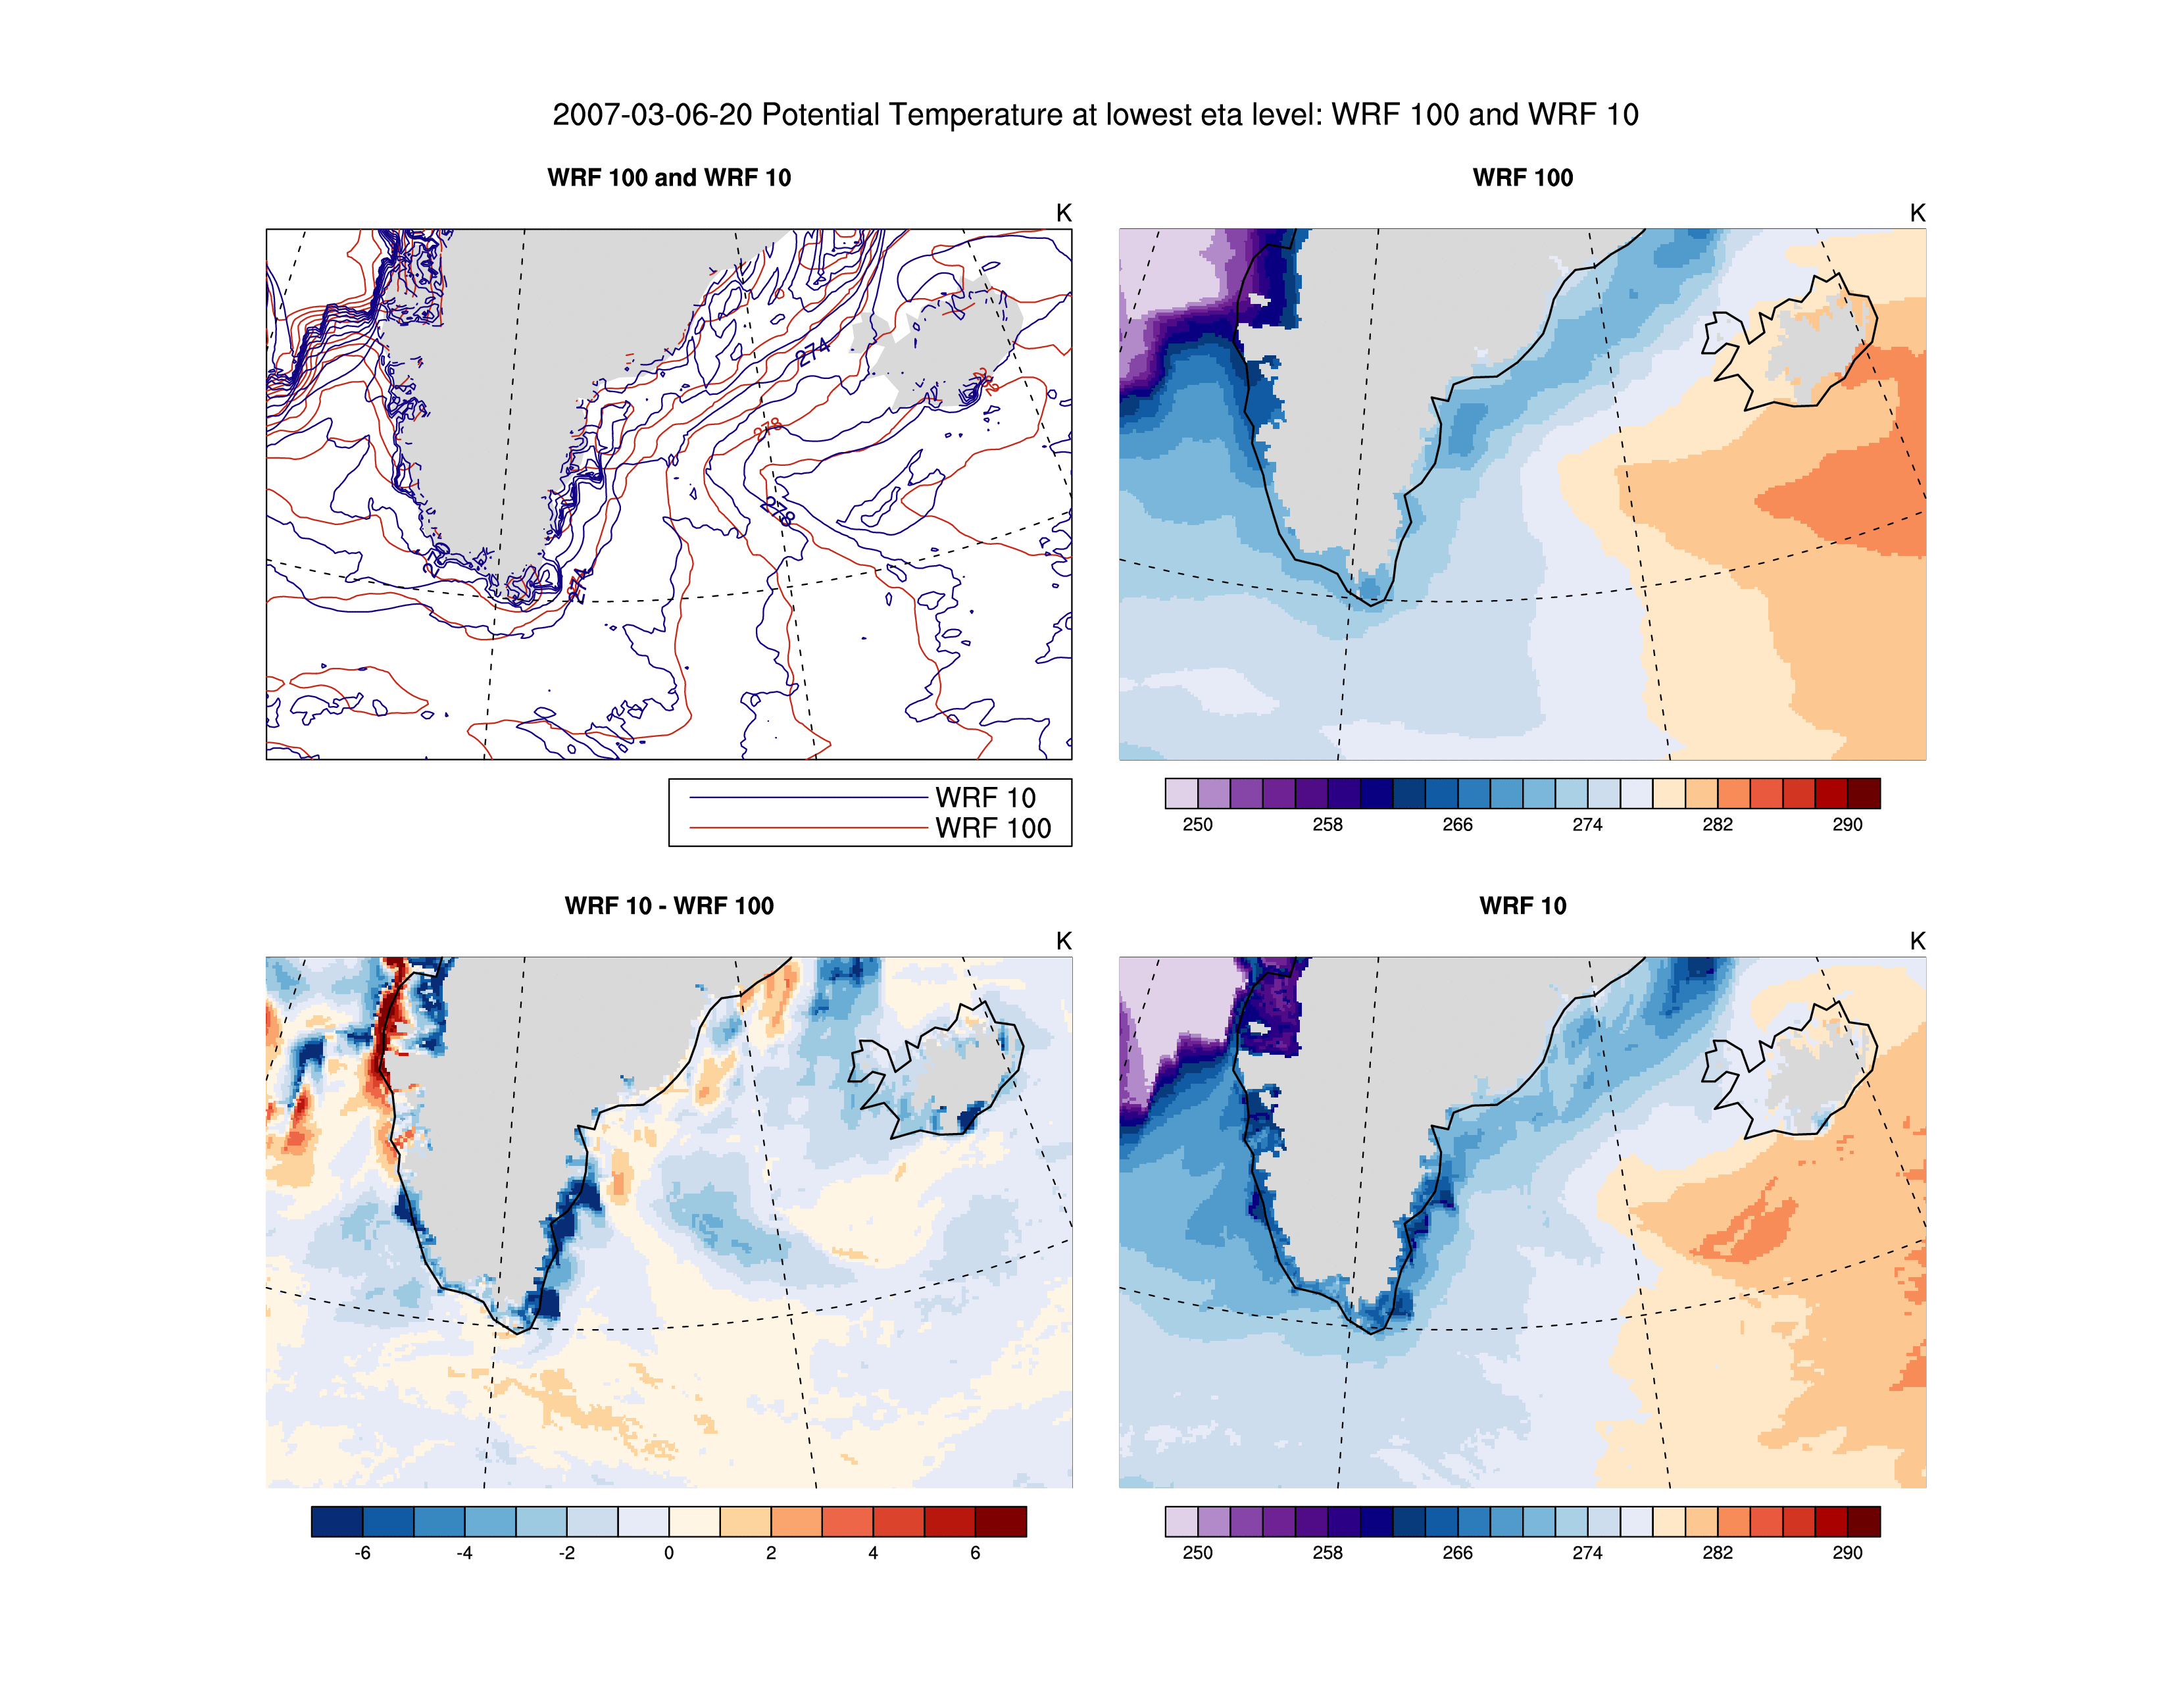 2007-03-06-20 Potential Temperature at lowest eta level: WRF 100 and WRF 10
WRF 100 and WRF 10
K
274
278
278
274
WRF 10
WRF 100
WRF 100
K
250 258 266 274 282 290
WRF 10 - WRF 100
K
-6 -4 -2 0 2 4 6
WRF 10
K
250 258 266 274 282 290